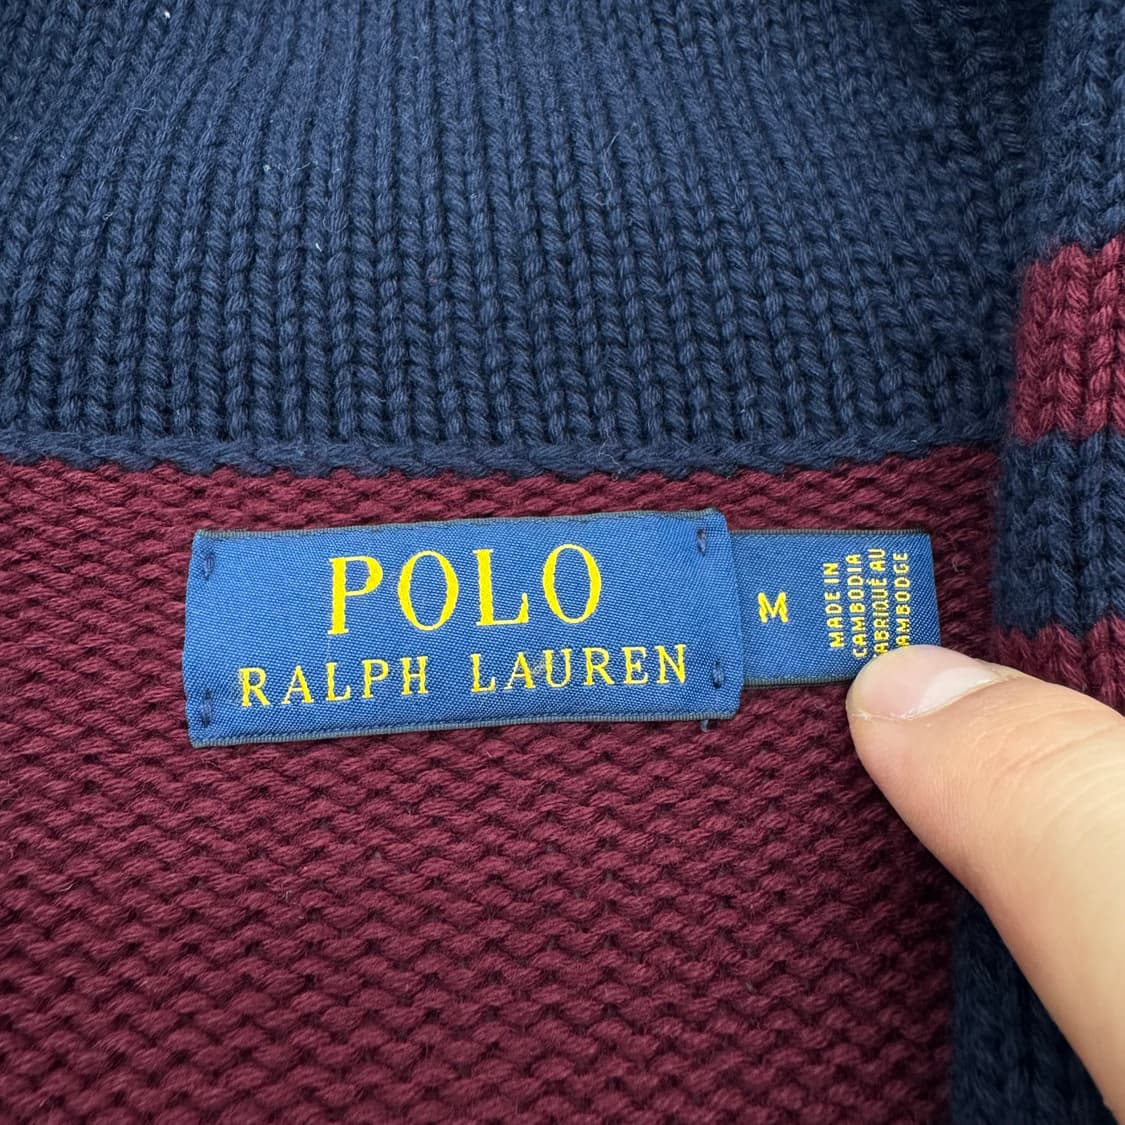 POLO
RALPH LAUREN
M
MADE IN
CAMBODIA
AU